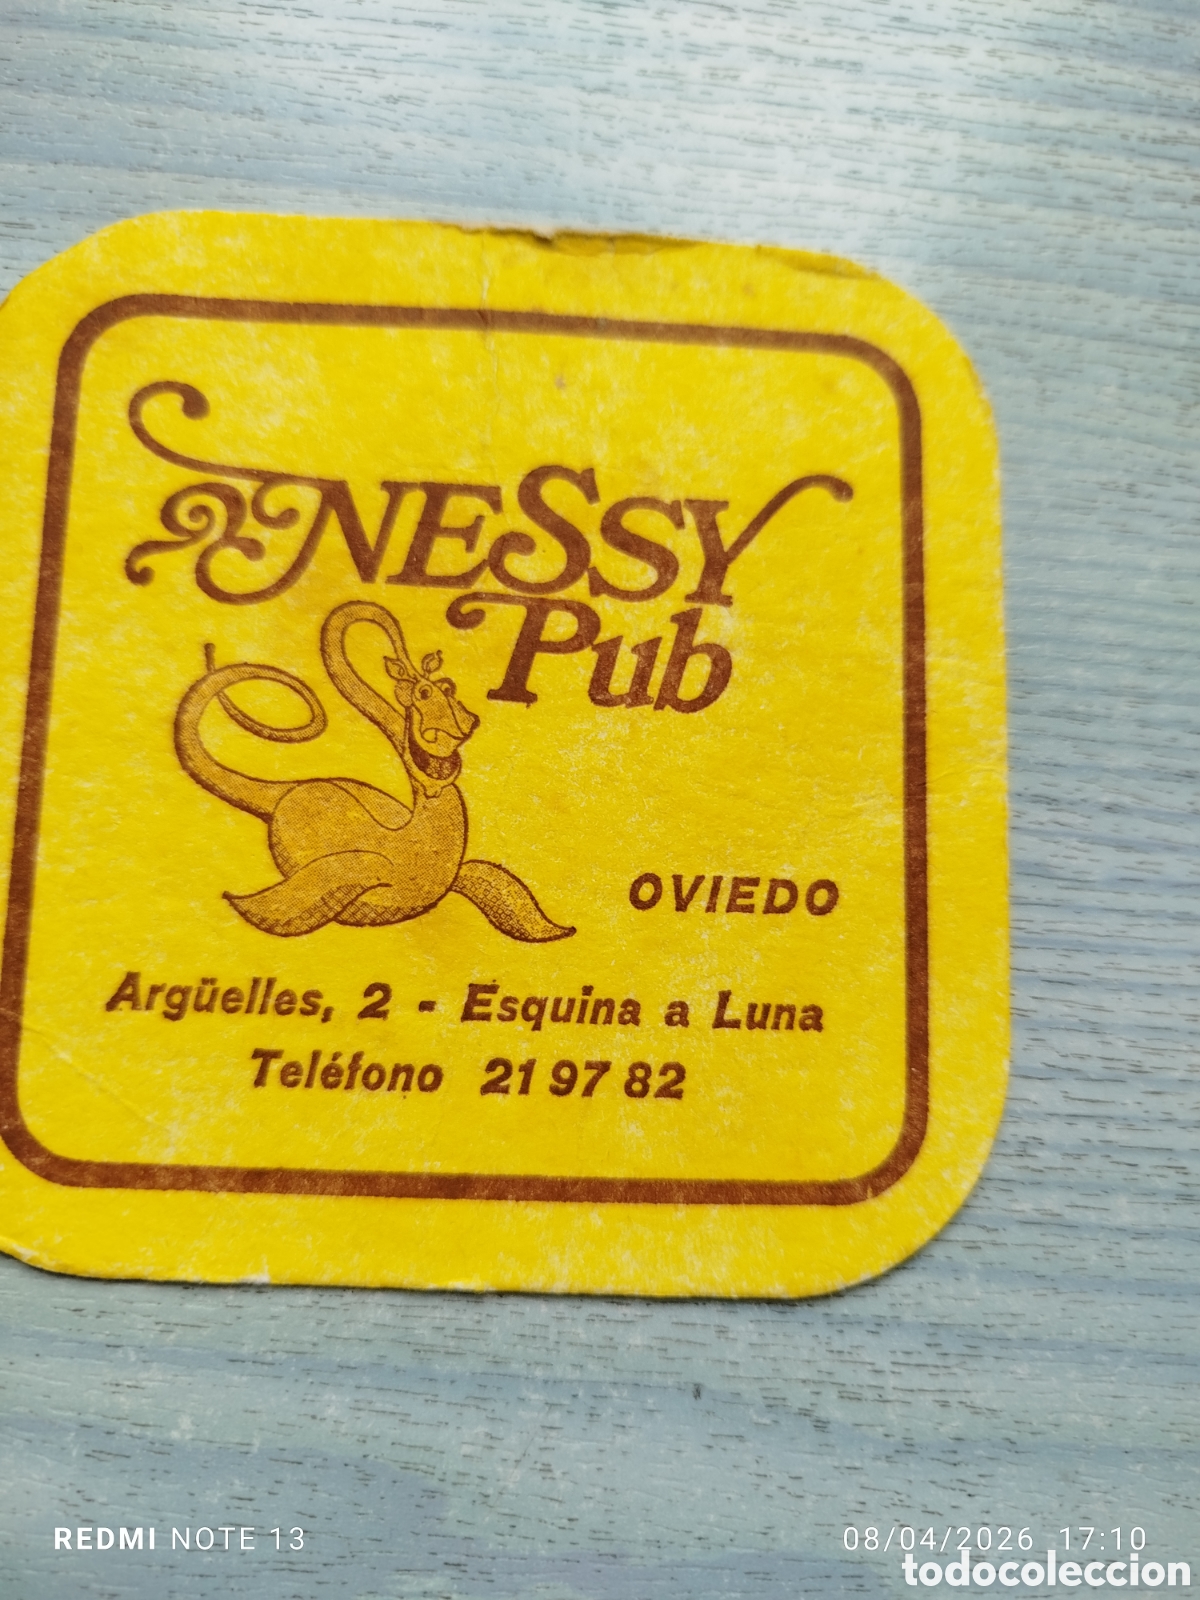 NESSY
Pub
OVIEDO
Argüelles, 2 - Esquina a Luna
Teléfono 21 97 82
REDMI NOTE 13
08/04/2026 17:10
todocoleccion